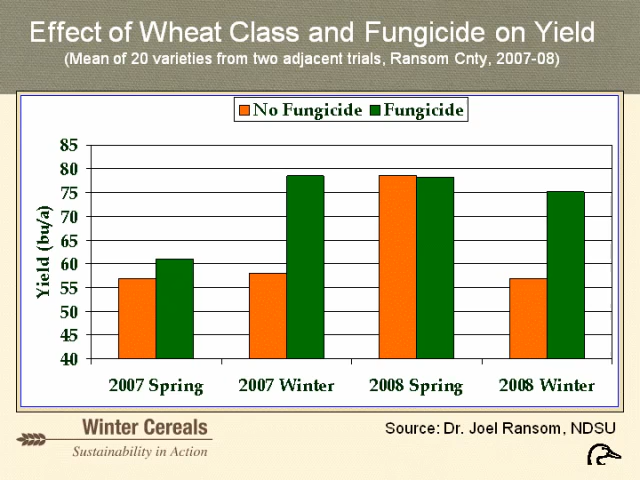 Effect of Wheat Class and Fungicide on Yield
(Mean of 20 varieties from two adjacent trials, Ransom Cnty, 2007-08)
No Fungicide Fungicide
85
80
75
70
65
60
55
50
45
40
Yield (bu/a)
2007 Spring 2007 Winter 2008 Spring 2008 Winter
Winter Cereals
Sustainability in Action
Source: Dr. Joel Ransom, NDSU